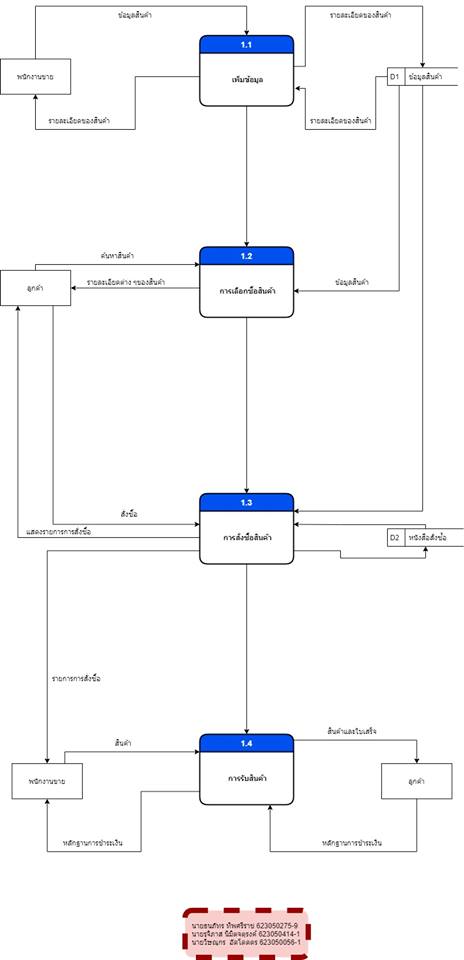 ข้อมูลสินค้า
รายละเอียดของสินค้า
1.1
พนักงานขาย
เพิ่มข้อมูล
D1 ข้อมูลสินค้า
รายละเอียดของสินค้า
รายละเอียดของสินค้า
ค้นหาสินค้า
1.2
ลูกค้า
รายละเอียดต่าง ๆของสินค้า
การเลือกซื้อสินค้า
ข้อมูลสินค้า
1.3
สั่งซื้อ
แสดงรายการการสั่งซื้อ
การสั่งซื้อสินค้า
D2 หนังสือสั่งซื้อ
รายการการสั่งซื้อ
สินค้าและใบเสร็จ
1.4
สินค้า
พนักงานขาย
การรับสินค้า
ลูกค้า
หลักฐานการชำระเงิน
หลักฐานการชำระเงิน
นายธนภัทร ทิพศรีราช 623050275-9
นายรุจิภาส นิมิตจตุรงค์ 623050414-1
นายวิษณุกร 623050056-1